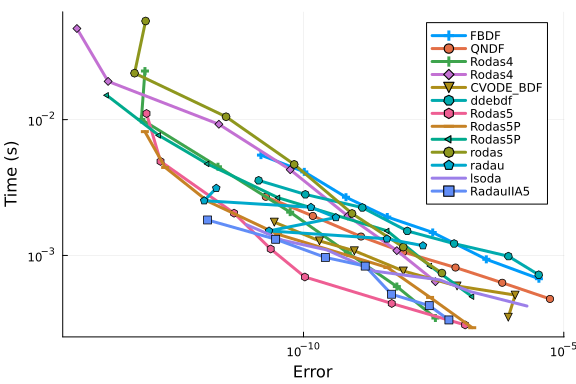 Time (s)
10⁻²
10⁻³
10⁻¹⁰
10⁻⁵
Error
FBDF
QNDF
Rodas4
Rodas4
CVODE_BDF
ddebdf
Rodas5
Rodas5P
Rodas5P
rodas
radau
lsoda
RadauIIA5